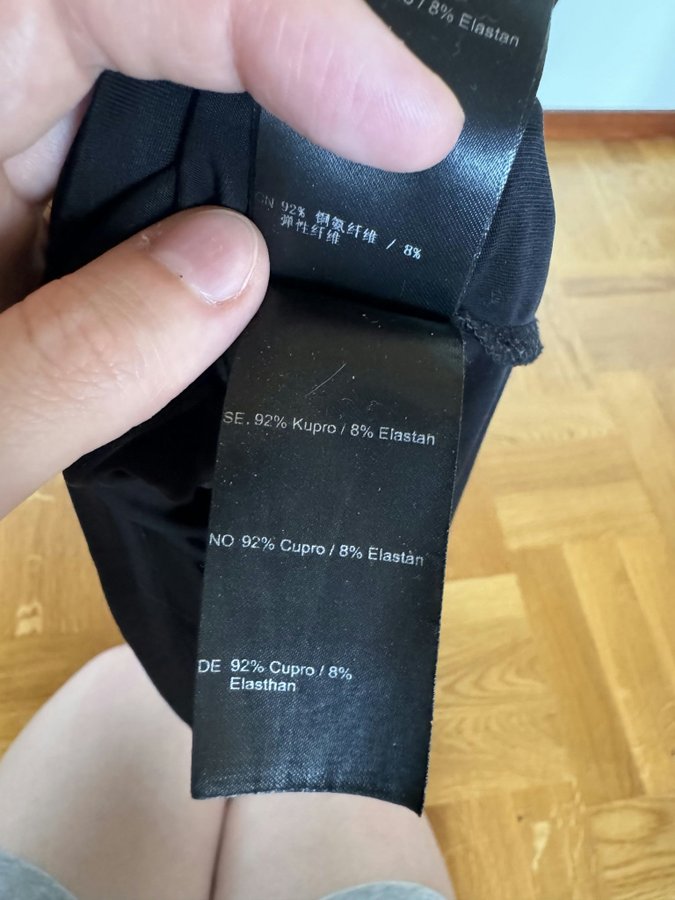 / 8% Elastan
CN 92% 铜氨纤维 / 8%
弹性纤维
SE. 92% Kupro / 8% Elastan
NO 92% Cupro / 8% Elastan
DE 92% Cupro / 8%
Elasthan